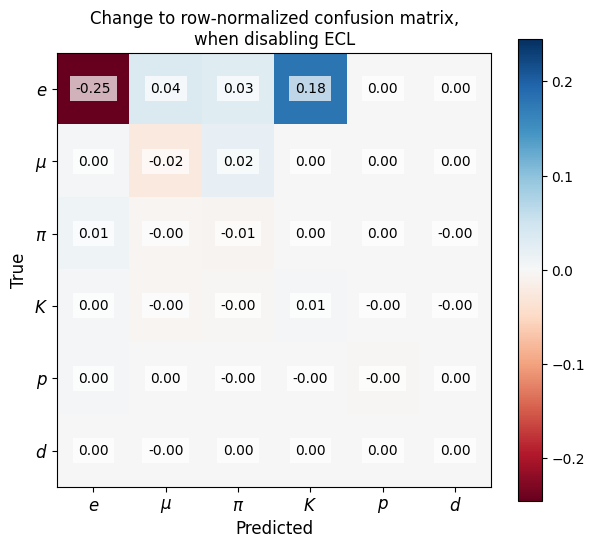 Change to row-normalized confusion matrix,
when disabling ECL
e -0.25 0.04 0.03 0.18 0.00 0.00
μ 0.00 -0.02 0.02 0.00 0.00 0.00
π 0.01 -0.00 -0.01 0.00 0.00 -0.00
K 0.00 -0.00 -0.00 0.01 -0.00 -0.00
p 0.00 0.00 -0.00 -0.00 -0.00 0.00
d 0.00 -0.00 0.00 0.00 0.00 0.00
e μ π K p d
True
Predicted
0.2
0.1
0.0
−0.1
−0.2